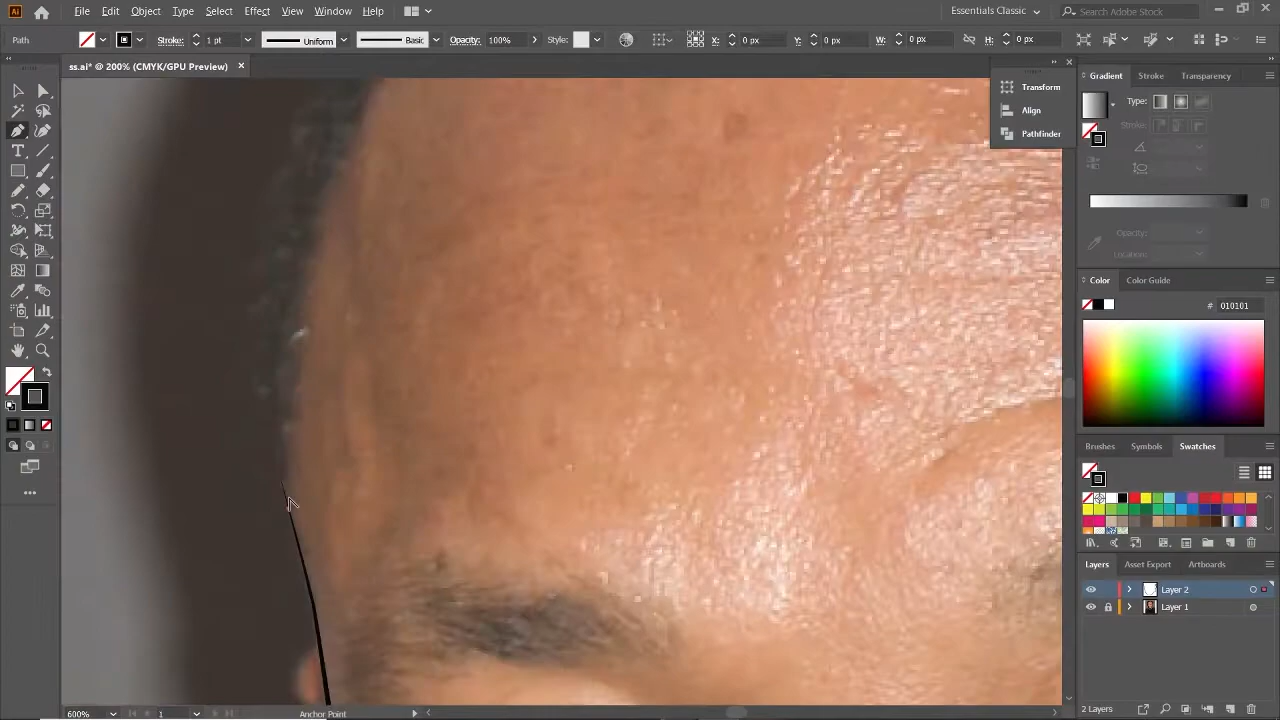 Ai File Edit Object Type Select Effect View Window Help Essentials Classic Search Adobe Stock
Path Stroke: 1 pt Uniform Basic Opacity: 100% Style: X: 0 px Y: 0 px W: 0 px H: 0 px
ss.ai* @ 200% (CMYK/GPU Preview)
Transform
Align
Pathfinder
Gradient Stroke Transparency
Type:
Stroke:
Opacity:
Location:
Color Color Guide
# 010101
Brushes Symbols Swatches
Layers Asset Export Artboards
Layer 2
Layer 1
600% 1 Anchor Point 2 Layers